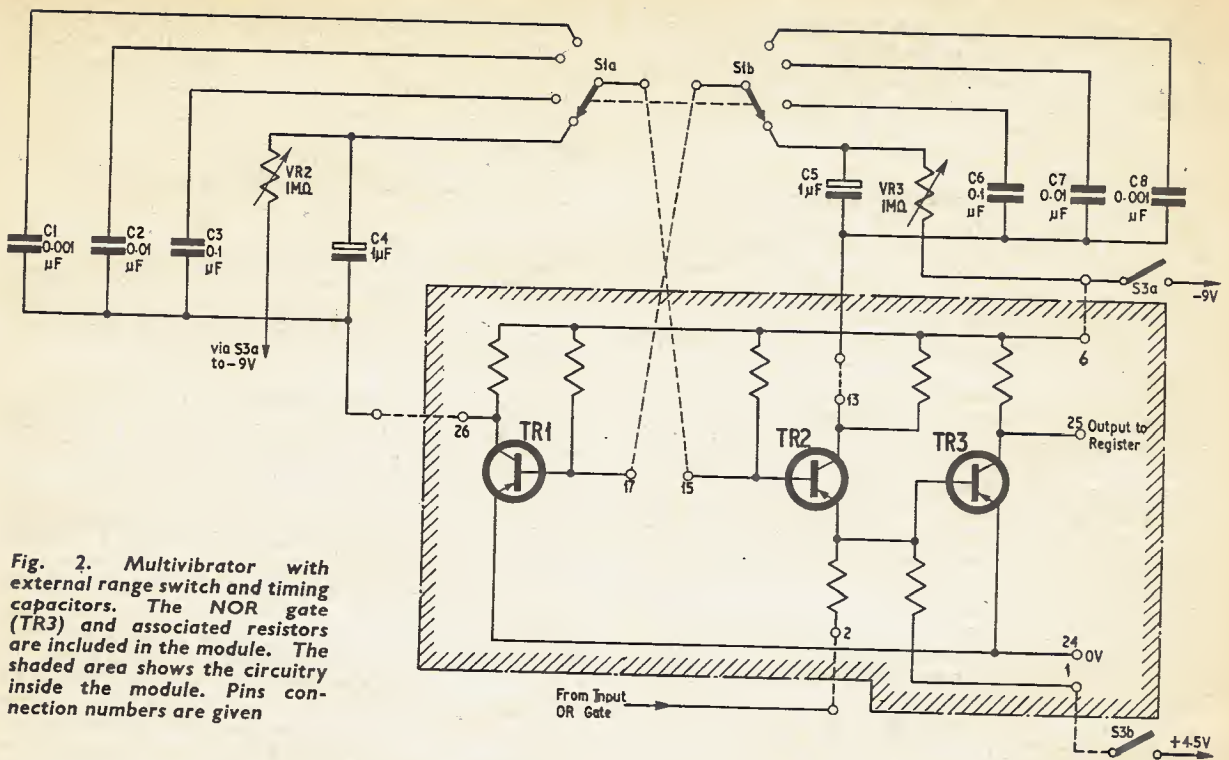 S1a
S1b
VR2
1MΩ
C4
1μF
C1
0·001
μF
C2
0·01
μF
C3
0·1
μF
C5
1μF
VR3
1MΩ
C6
0·1
μF
C7
0·01
μF
C8
0·001
μF
via S3a
to-9V
S3a
-9V
6
13
26
TR1
17
15
TR2
TR3
25 Output to
Register
2
24
0V
1
From Input
OR Gate
S3b
+4·5V
Fig. 2. Multivibrator with
external range switch and timing
capacitors. The NOR gate
(TR3) and associated resistors
are included in the module. The
shaded area shows the circuitry
inside the module. Pins con-
nection numbers are given